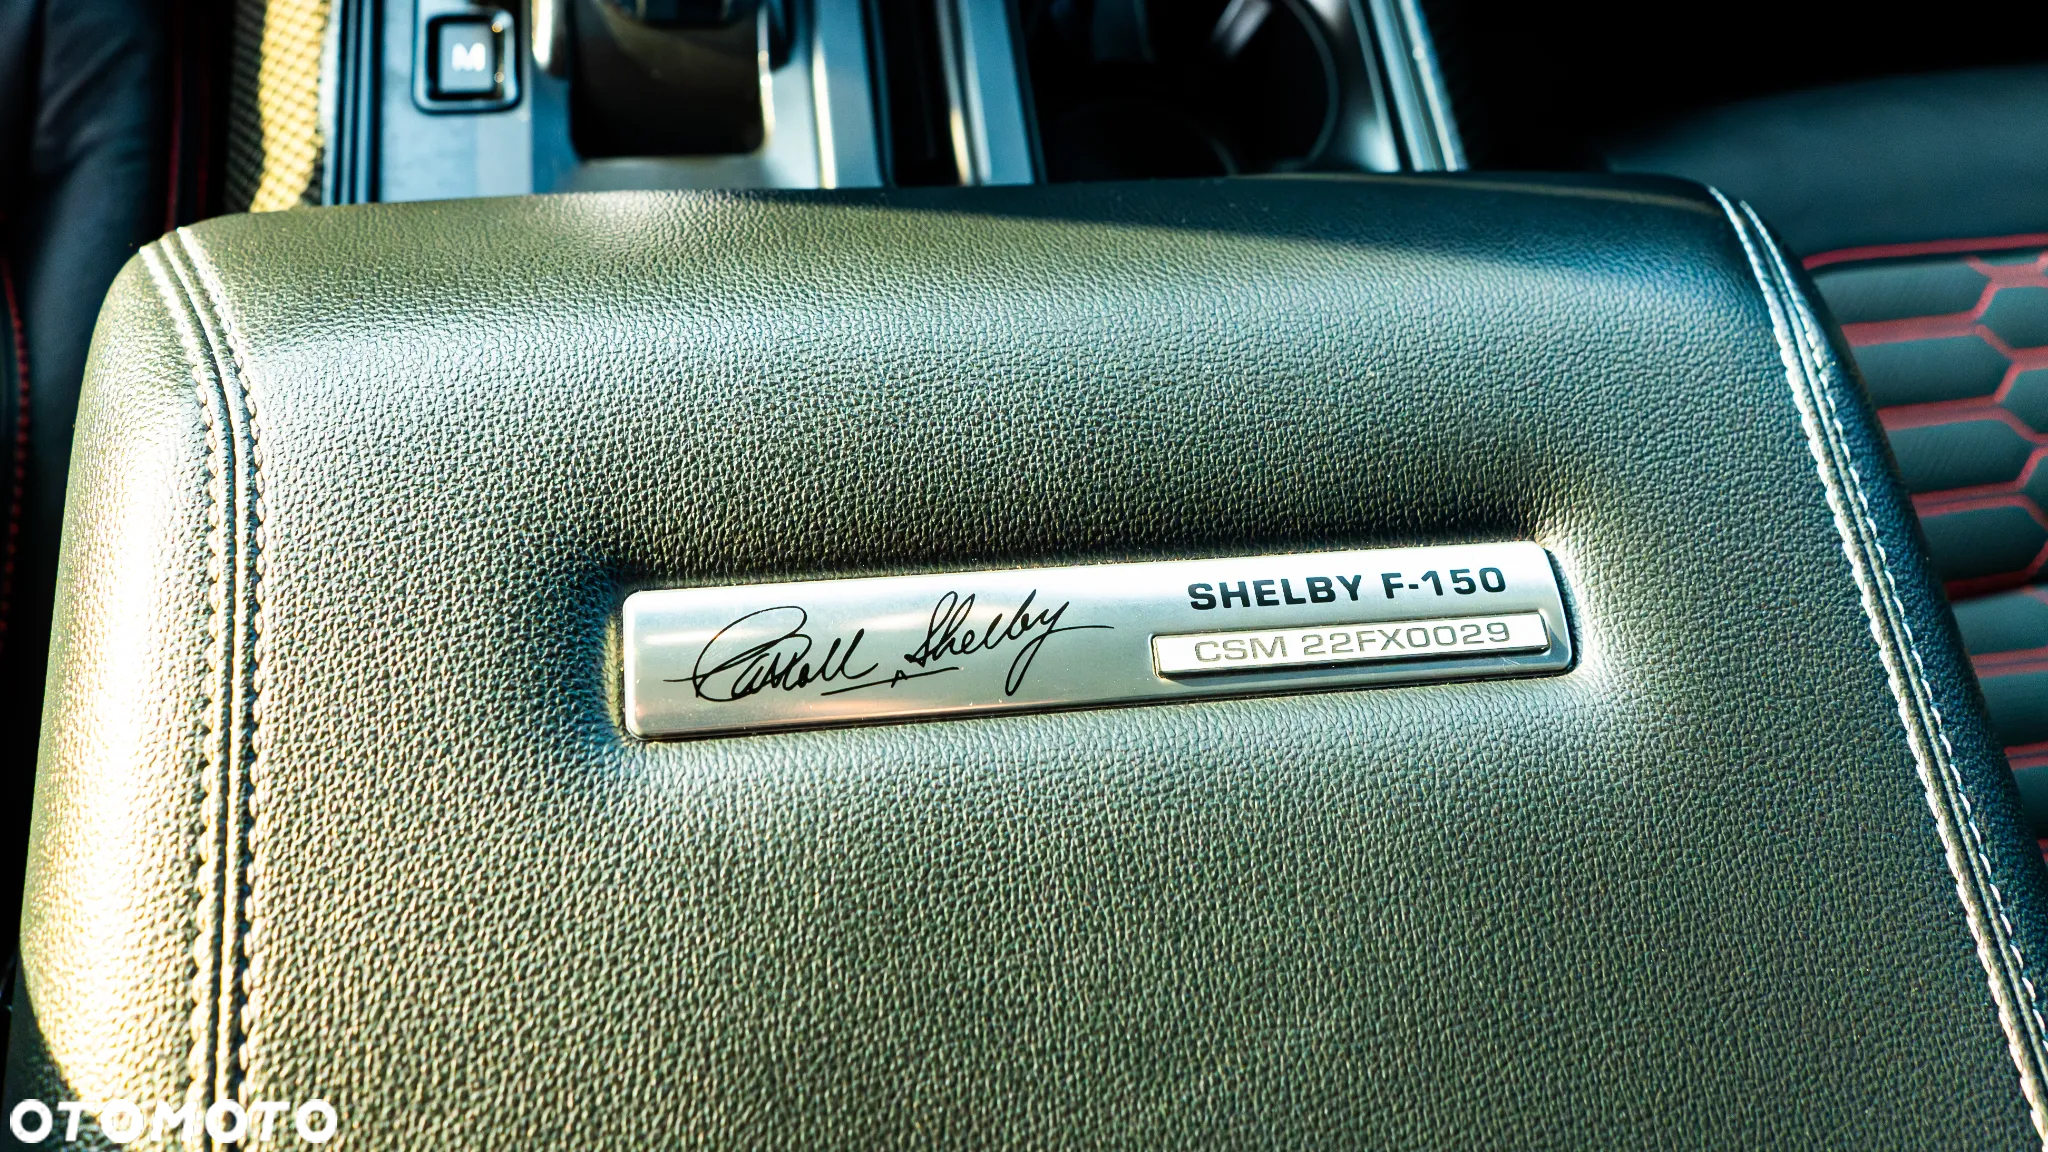 M
Carroll Shelby
SHELBY F-150
CSM 22FX0029
OTOMOTO